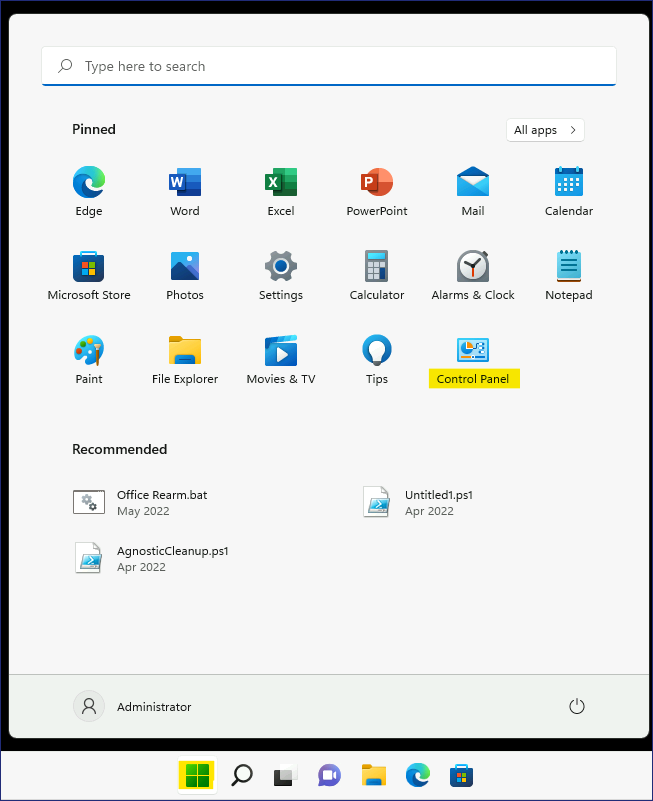 Type here to search
Pinned
All apps
Edge
Word
Excel
PowerPoint
Mail
Calendar
Microsoft Store
Photos
Settings
Calculator
Alarms & Clock
Notepad
Paint
File Explorer
Movies & TV
Tips
Control Panel
Recommended
Office Rearm.bat
May 2022
Untitled1.ps1
Apr 2022
AgnosticCleanup.ps1
Apr 2022
Administrator